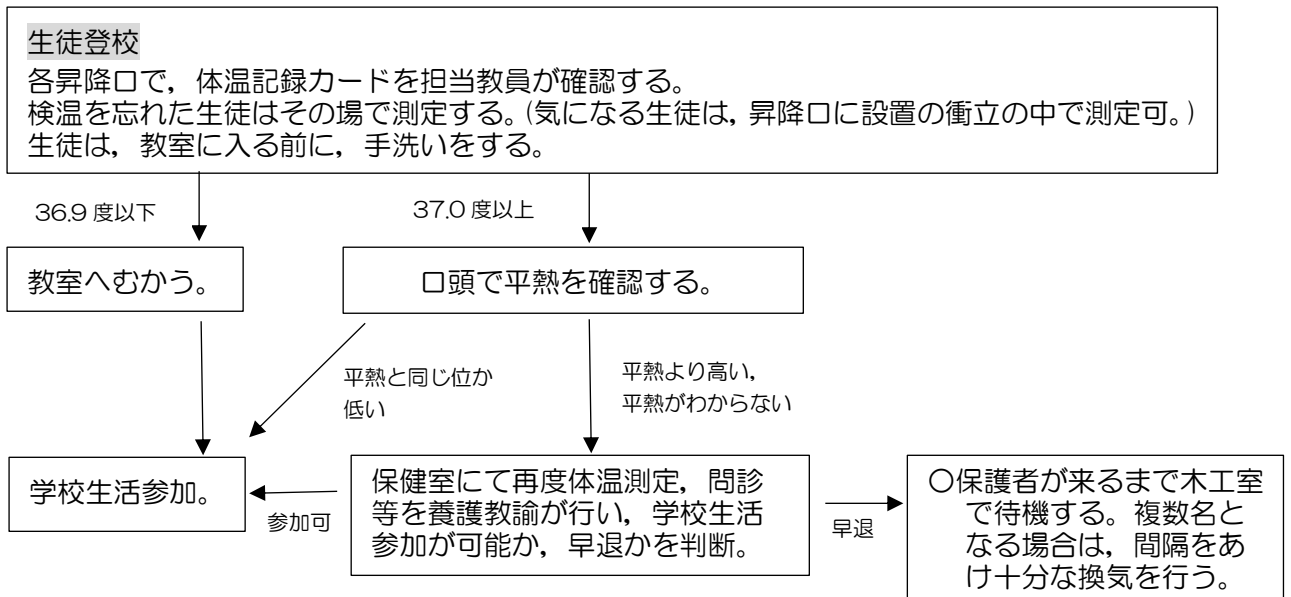 生徒登校
各昇降口で，体温記録カードを担当教員が確認する。
検温を忘れた生徒はその場で測定する。（気になる生徒は，昇降口に設置の衝立の中で測定可。）
生徒は，教室に入る前に，手洗いをする。
36.9 度以下
37.0 度以上
教室へむかう。
口頭で平熱を確認する。
平熱と同じ位か
低い
平熱より高い，
平熱がわからない
学校生活参加。
参加可
保健室にて再度体温測定，問診
等を養護教諭が行い，学校生活
参加が可能か，早退かを判断。
早退
〇保護者が来るまで木工室
で待機する。複数名と
なる場合は，間隔をあ
け十分な換気を行う。